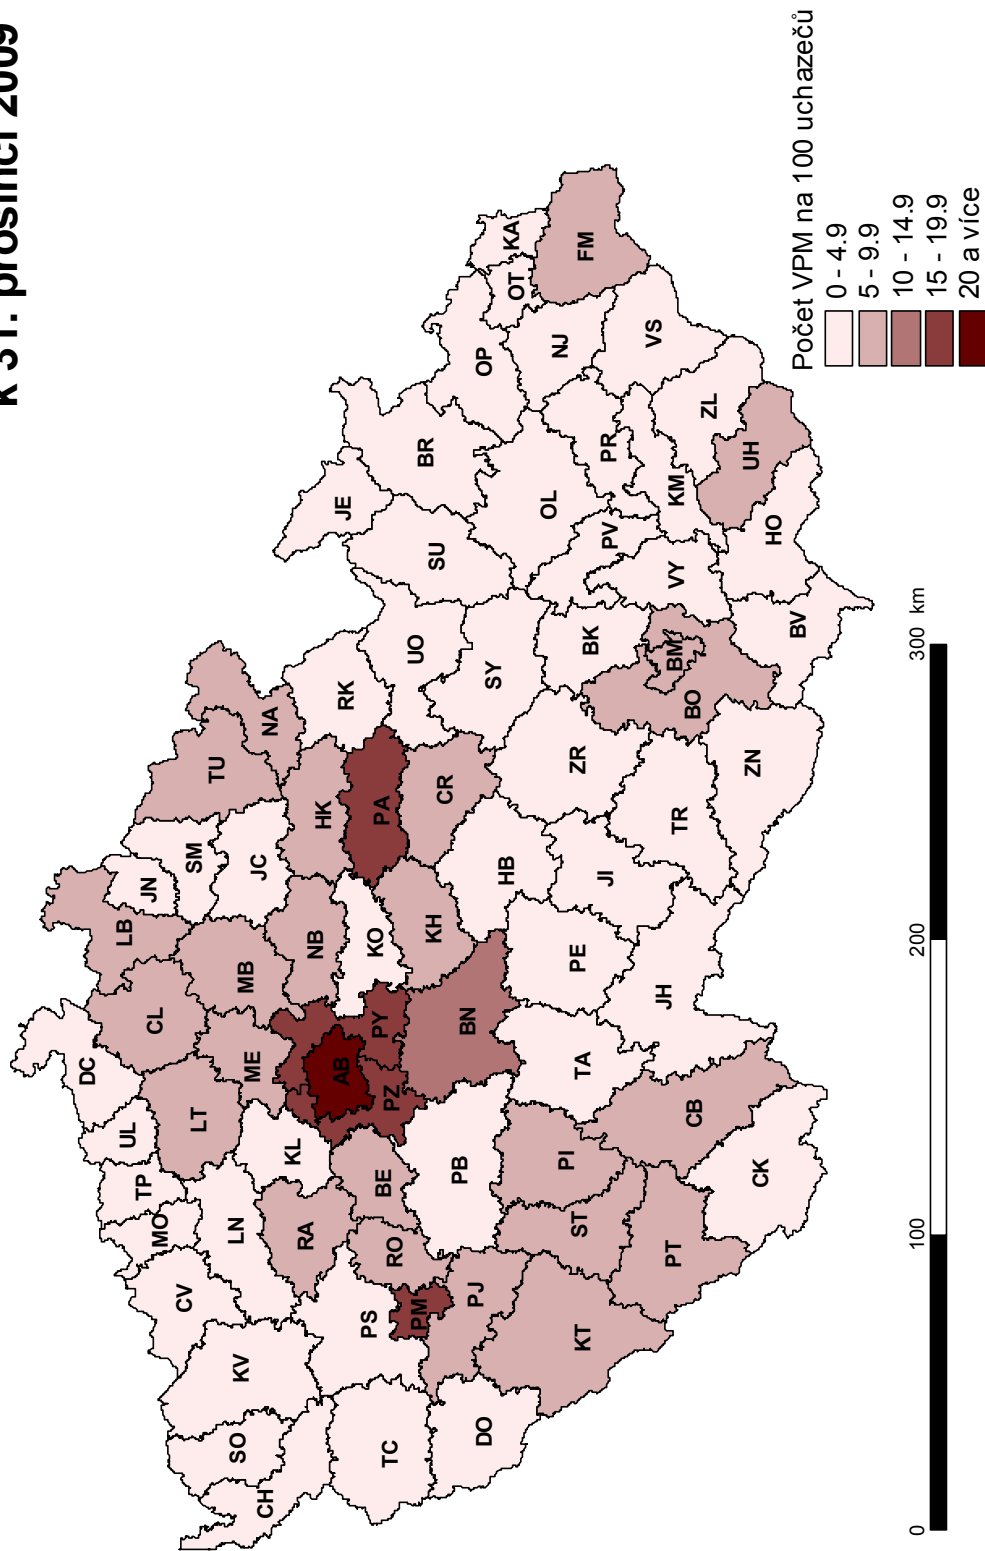 k 31. prosinci 2009
DC
LB
JN
SM
TU
NA
UL
CL
TP
LT
MB
JC
MO
ME
HK
RK
CV
LN
KL
NB
SO
KV
RA
AB
KO
PA
UO
JE
CH
BE
PY
KH
CR
SU
BR
PS
RO
PZ
TC
PM
PB
BN
HB
SY
OP
KA
OT
DO
PJ
OL
ST
PI
TA
PE
JI
ZR
BK
PV
PR
NJ
FM
KT
PT
CB
JH
TR
BO
BM
VY
KM
VS
CK
ZN
BV
HO
UH
ZL
Počet VPM na 100 uchazečů
0 - 4.9
5 - 9.9
10 - 14.9
15 - 19.9
20 a více
0 100 200 300 km